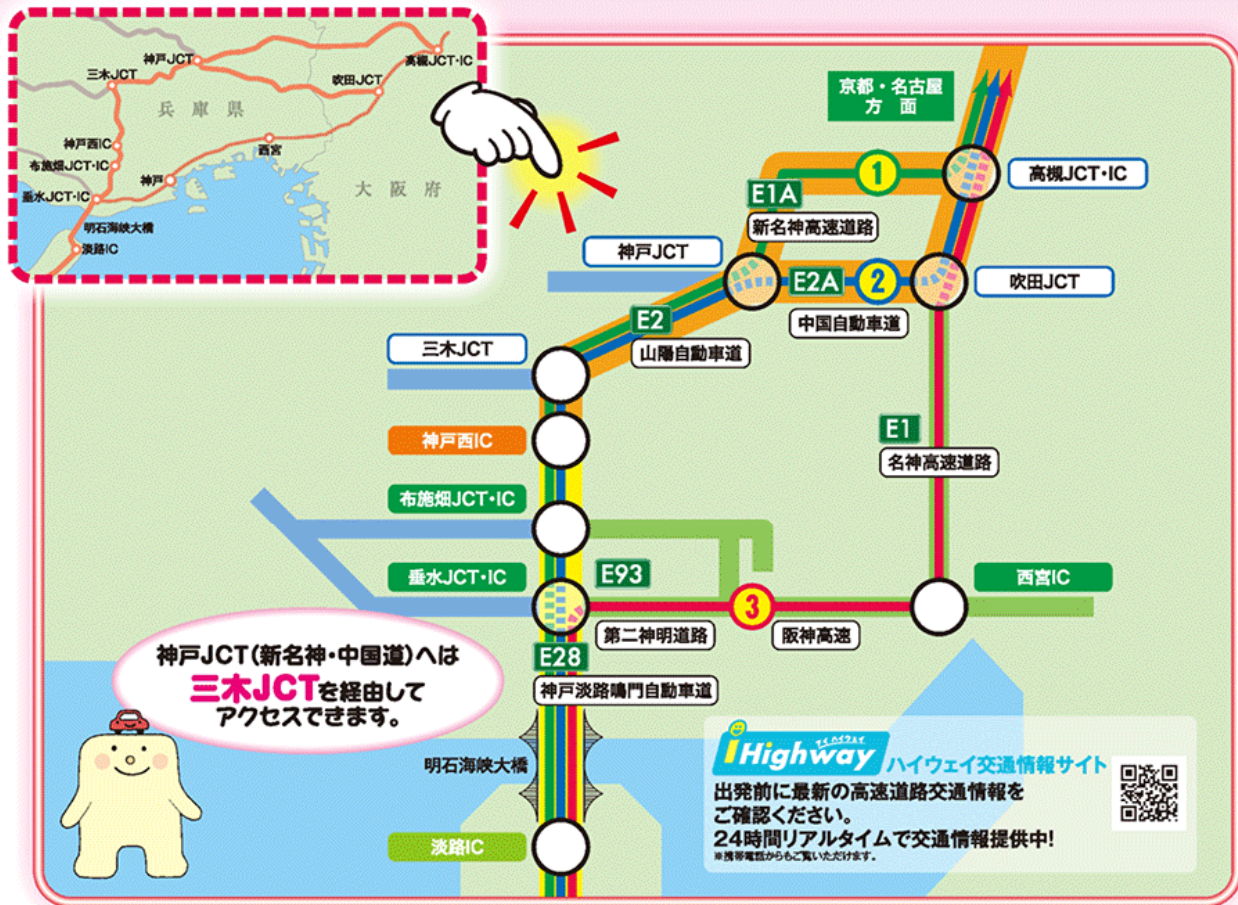 神戸JCT
高槻JCT・IC
三木JCT
吹田JCT
兵庫県
神戸西IC
西宮
布施畑JCT・IC
神戸
垂水JCT・IC
大阪府
明石海峡大橋
淡路IC
京都・名古屋
方面
1
高槻JCT・IC
E1A
新名神高速道路
神戸JCT
E2A
2
吹田JCT
中国自動車道
E2
山陽自動車道
三木JCT
神戸西IC
E1
名神高速道路
布施畑JCT・IC
垂水JCT・IC
E93
3
西宮IC
第二神明道路
阪神高速
E28
神戸淡路鳴門自動車道
神戸JCT(新名神・中国道)へは
三木JCTを経由して
アクセスできます。
明石海峡大橋
淡路IC
アイハイウェイ
iHighway ハイウェイ交通情報サイト
出発前に最新の高速道路交通情報を
ご確認ください。
24時間リアルタイムで交通情報提供中!
※携帯電話からもご覧いただけます。